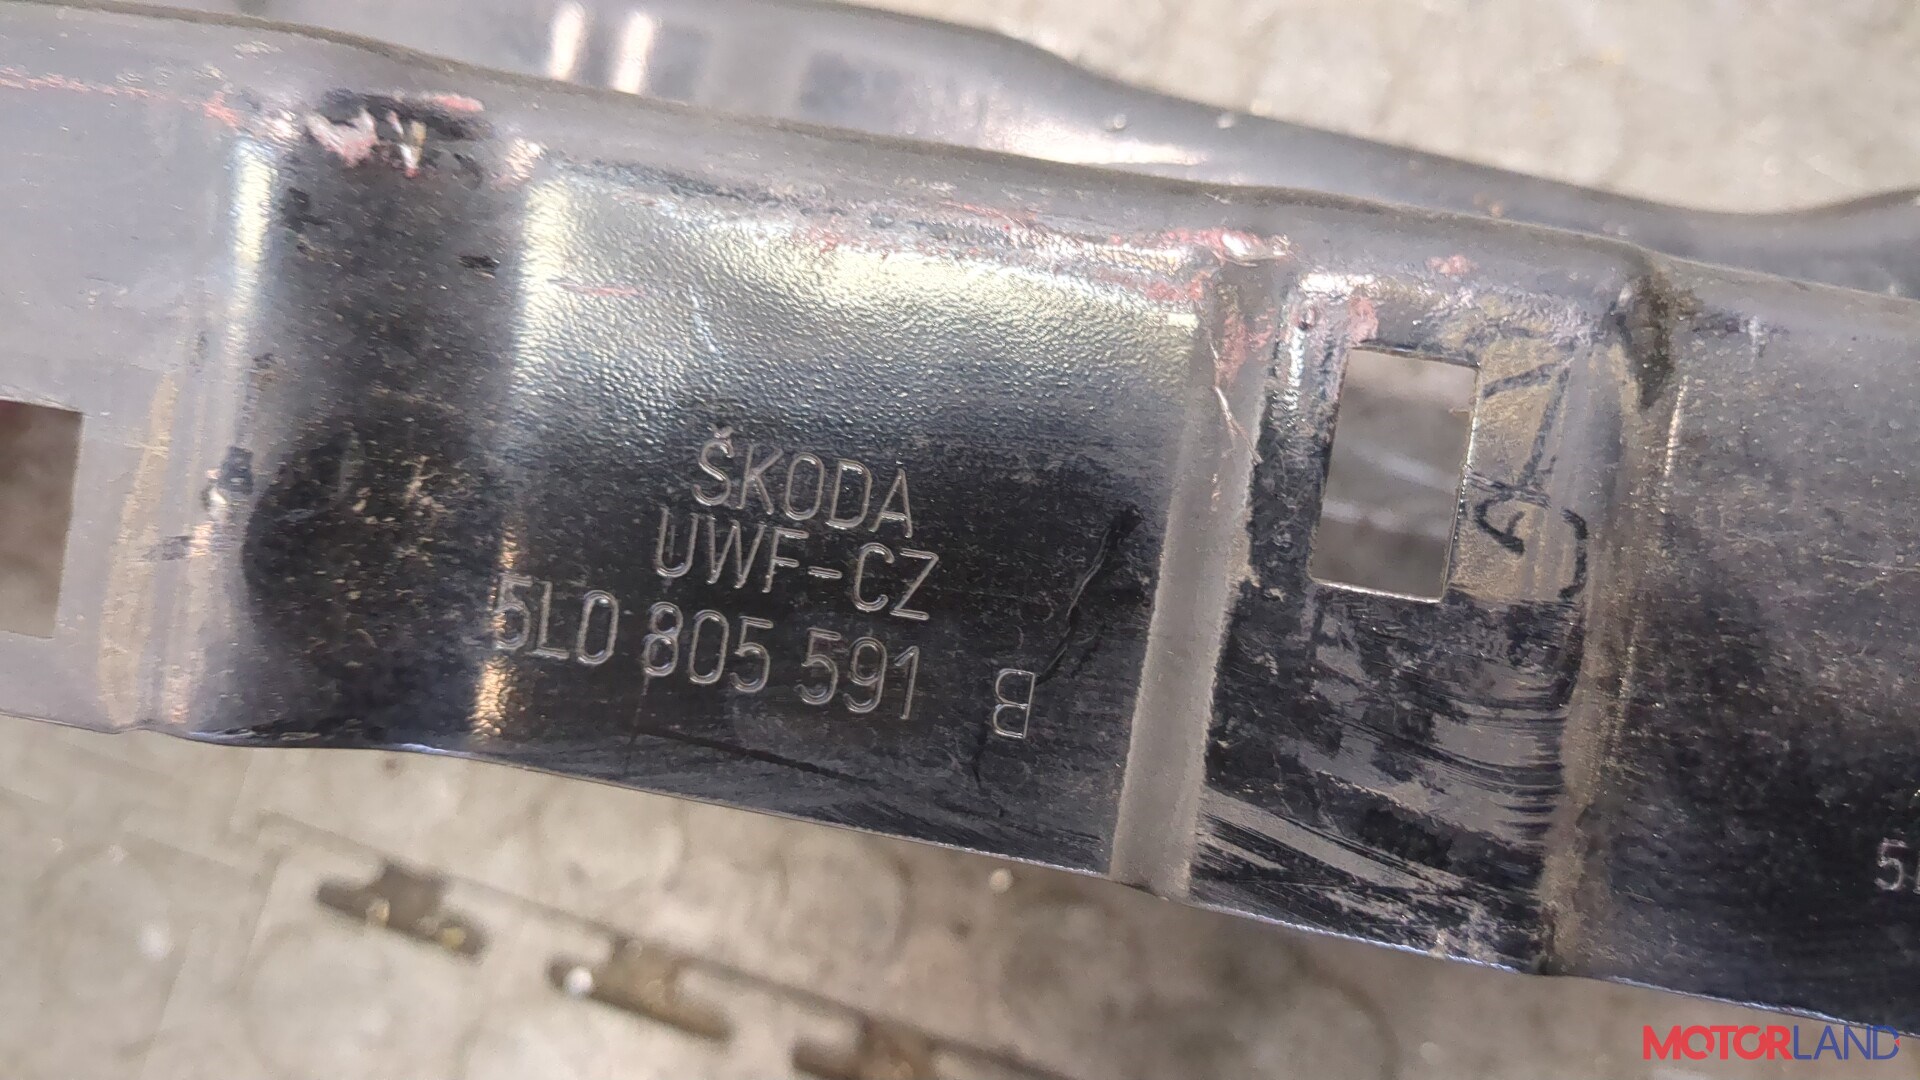 ŠKODA
UWF-CZ
5L0 805 591 B
MOTORLAND